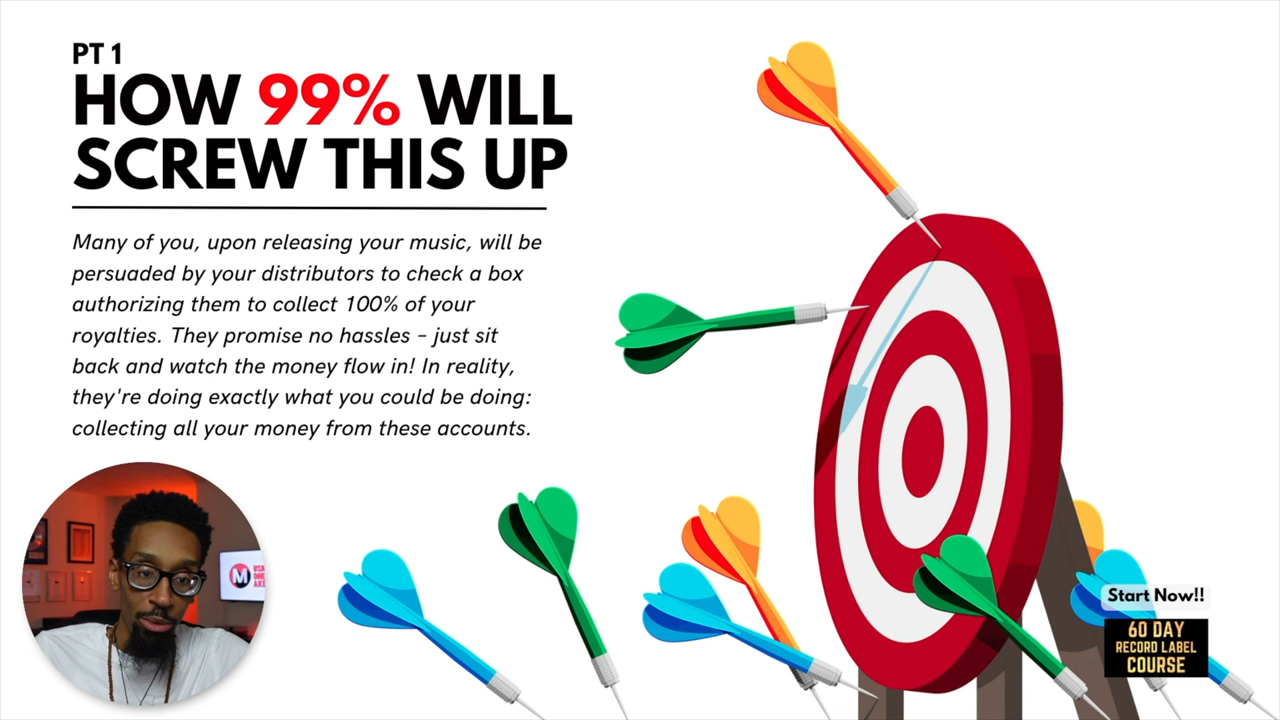 PT 1
HOW 99% WILL
SCREW THIS UP
Many of you, upon releasing your music, will be
persuaded by your distributors to check a box
authorizing them to collect 100% of your
royalties. They promise no hassles – just sit
back and watch the money flow in! In reality,
they're doing exactly what you could be doing:
collecting all your money from these accounts.
M
Start Now!!
60 DAY
RECORD LABEL
COURSE